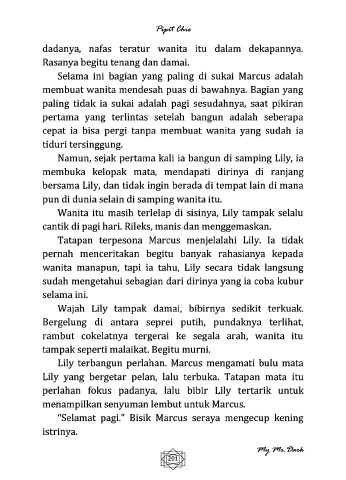 Pipit Chie
dadanya, nafas teratur wanita itu dalam dekapannya.
Rasanya begitu tenang dan damai.
Selama ini bagian yang paling di sukai Marcus adalah
membuat wanita mendesah puas di bawahnya. Bagian yang
paling tidak ia sukai adalah pagi sesudahnya, saat pikiran
pertama yang terlintas setelah bangun adalah seberapa
cepat ia bisa pergi tanpa membuat wanita yang sudah ia
tiduri tersinggung.
Namun, sejak pertama kali ia bangun di samping Lily, ia
membuka kelopak mata, mendapati dirinya di ranjang
bersama Lily, dan tidak ingin berada di tempat lain di mana
pun di dunia selain di samping wanita itu.
Wanita itu masih terlelap di sisinya, Lily tampak selalu
cantik di pagi hari. Rileks, manis dan menggemaskan.
Tatapan terpesona Marcus menjelalahi Lily. Ia tidak
pernah menceritakan begitu banyak rahasianya kepada
wanita manapun, tapi ia tahu, Lily secara tidak langsung
sudah mengetahui sebagian dari dirinya yang ia coba kubur
selama ini.
Wajah Lily tampak damai, bibirnya sedikit terkuak.
Bergelung di antara seprei putih, pundaknya terlihat,
rambut cokelatnya tergerai ke segala arah, wanita itu
tampak seperti malaikat. Begitu murni.
Lily terbangun perlahan. Marcus mengamati bulu mata
Lily yang bergetar pelan, lalu terbuka. Tatapan mata itu
perlahan fokus padanya, lalu bibir Lily tertarik untuk
menampilkan senyuman lembut untuk Marcus.
"Selamat pagi." Bisik Marcus seraya mengecup kening
istrinya.
201
My Mr. Dark